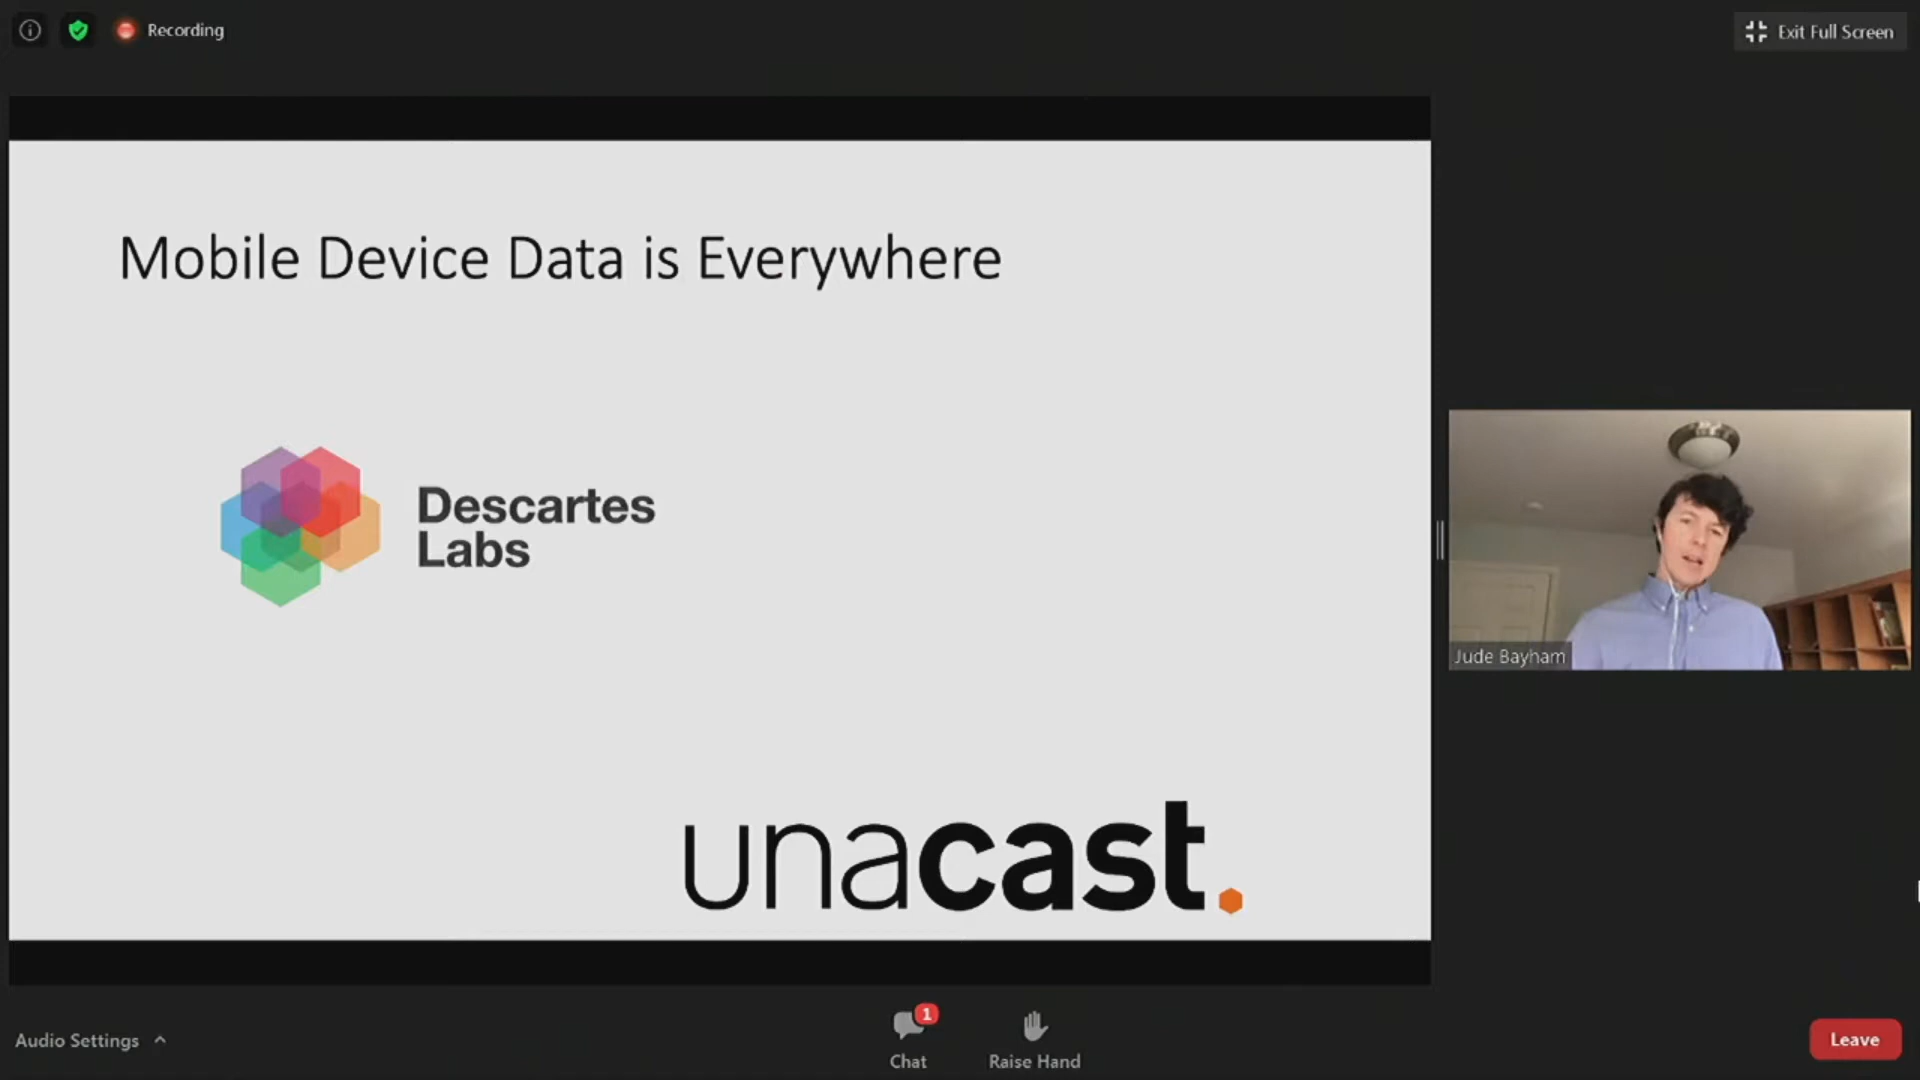 Recording
Exit Full Screen
Mobile Device Data is Everywhere
Descartes
Labs
unacast.
Jude Bayham
Audio Settings
1
Chat
Raise Hand
Leave